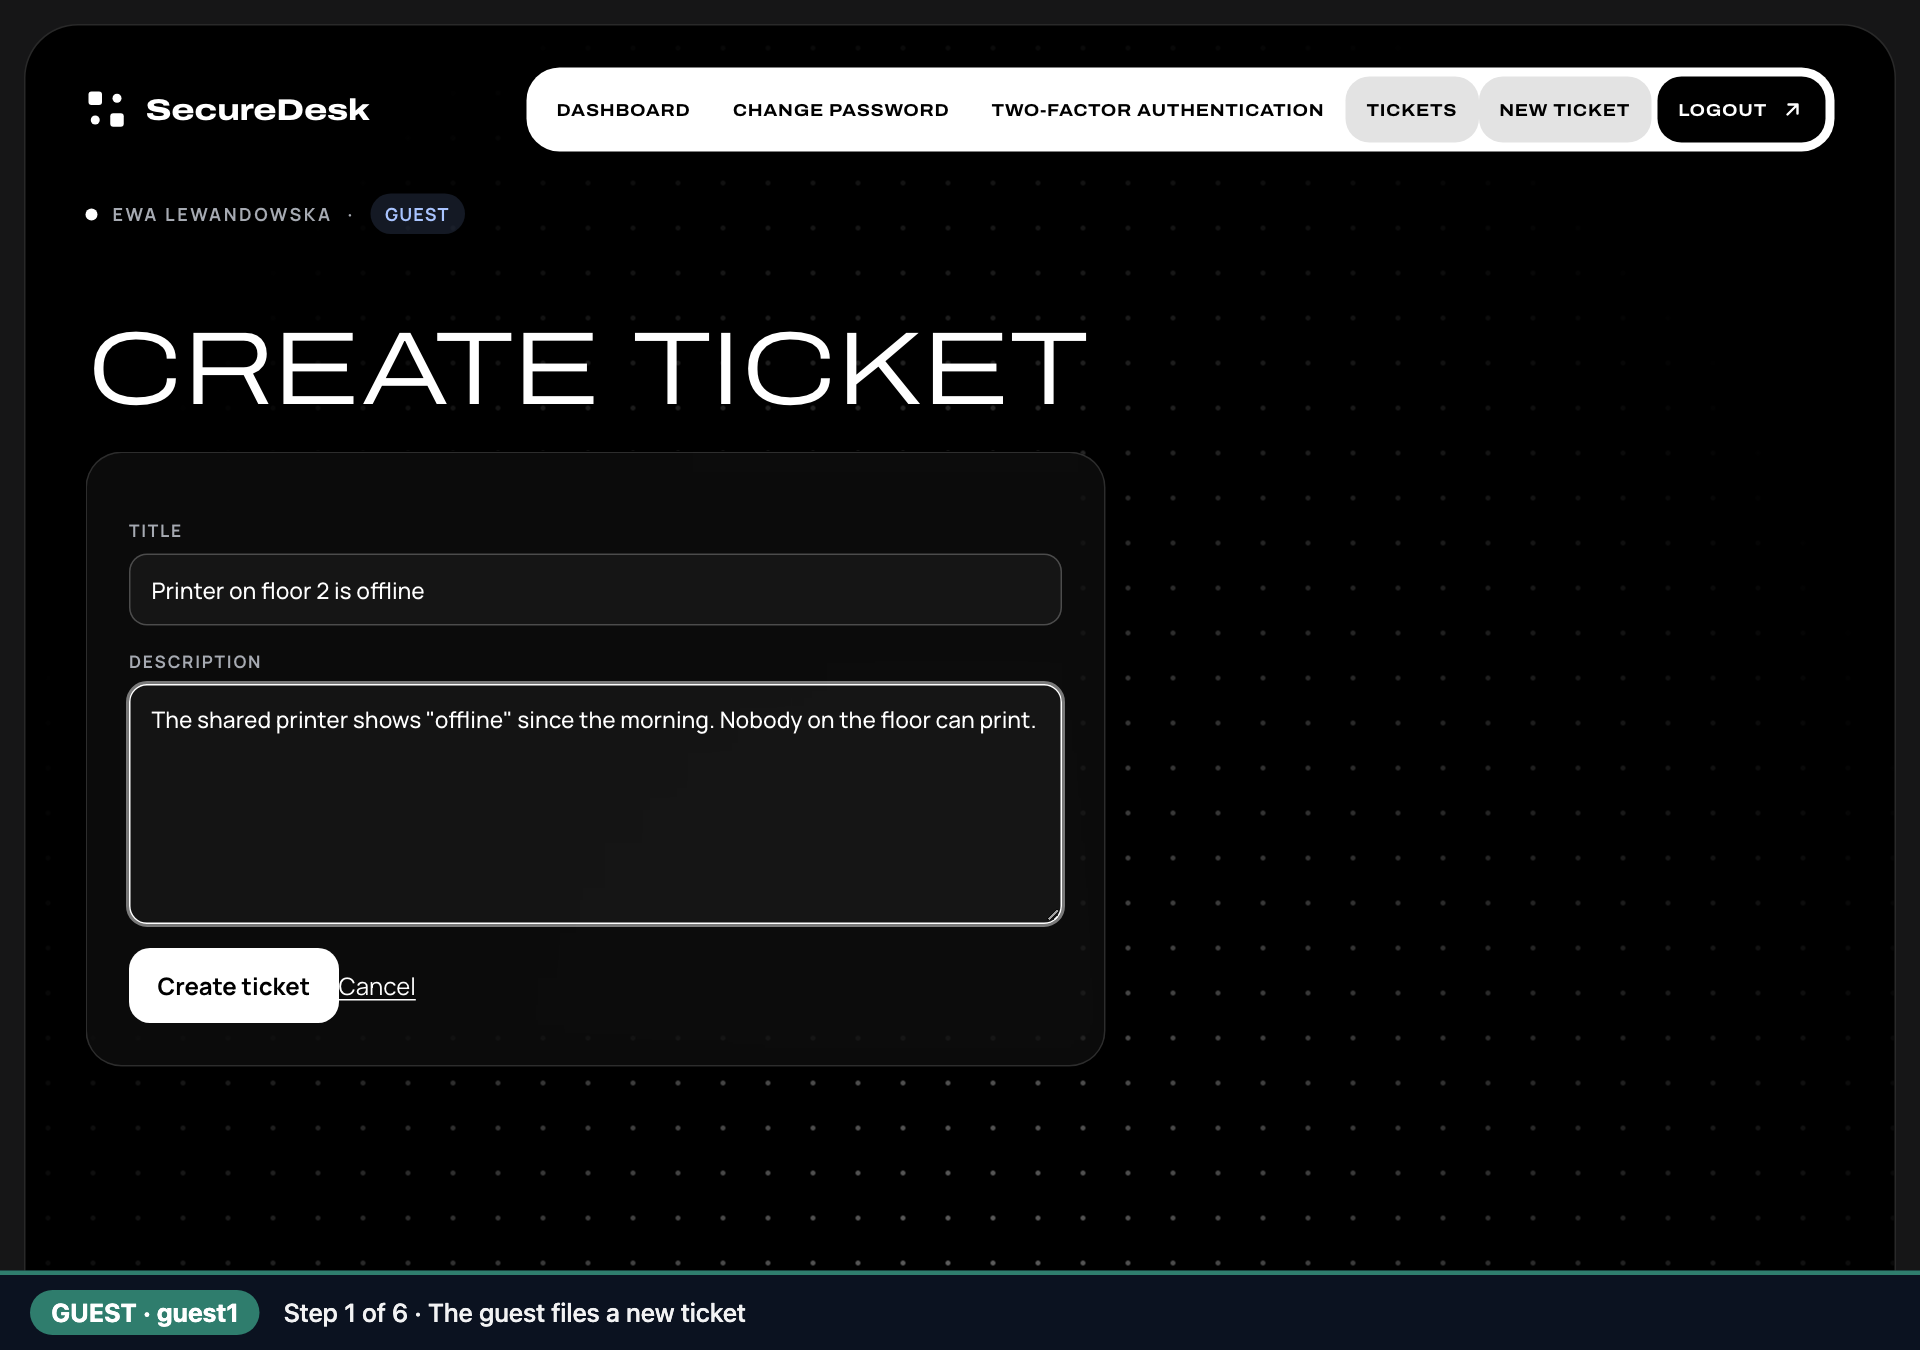 SecureDesk
DASHBOARD CHANGE PASSWORD TWO-FACTOR AUTHENTICATION TICKETS NEW TICKET LOGOUT
EWA LEWANDOWSKA · GUEST
CREATE TICKET
TITLE
Printer on floor 2 is offline
DESCRIPTION
The shared printer shows "offline" since the morning. Nobody on the floor can print.
Create ticket Cancel
GUEST · guest1 Step 1 of 6 · The guest files a new ticket